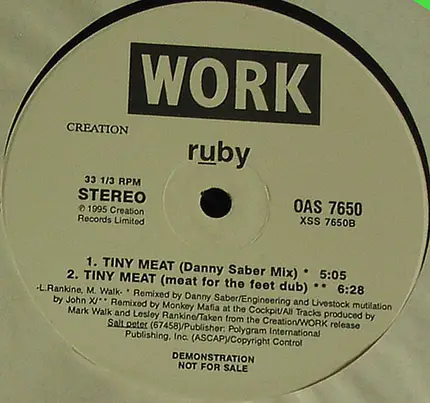 WORK
CREATION
ruby
33 1/3 RPM
STEREO
℗ 1995 Creation
Records Limited
OAS 7650
XSS 7650B
1. TINY MEAT (Danny Saber Mix) * 5:05
2. TINY MEAT (meat for the feet dub) ** 6:28
-L.Rankine, M. Walk- * Remixed by Danny Saber/Engineering and Livestock mutilation
by John X/** Remixed by Monkey Mafia at the Cockpit/All Tracks produced by
Mark Walk and Lesley Rankine/Taken from the Creation/WORK release
Salt peter (67458)/Publisher: Polygram International
Publishing, Inc. (ASCAP)/Copyright Control
DEMONSTRATION
NOT FOR SALE